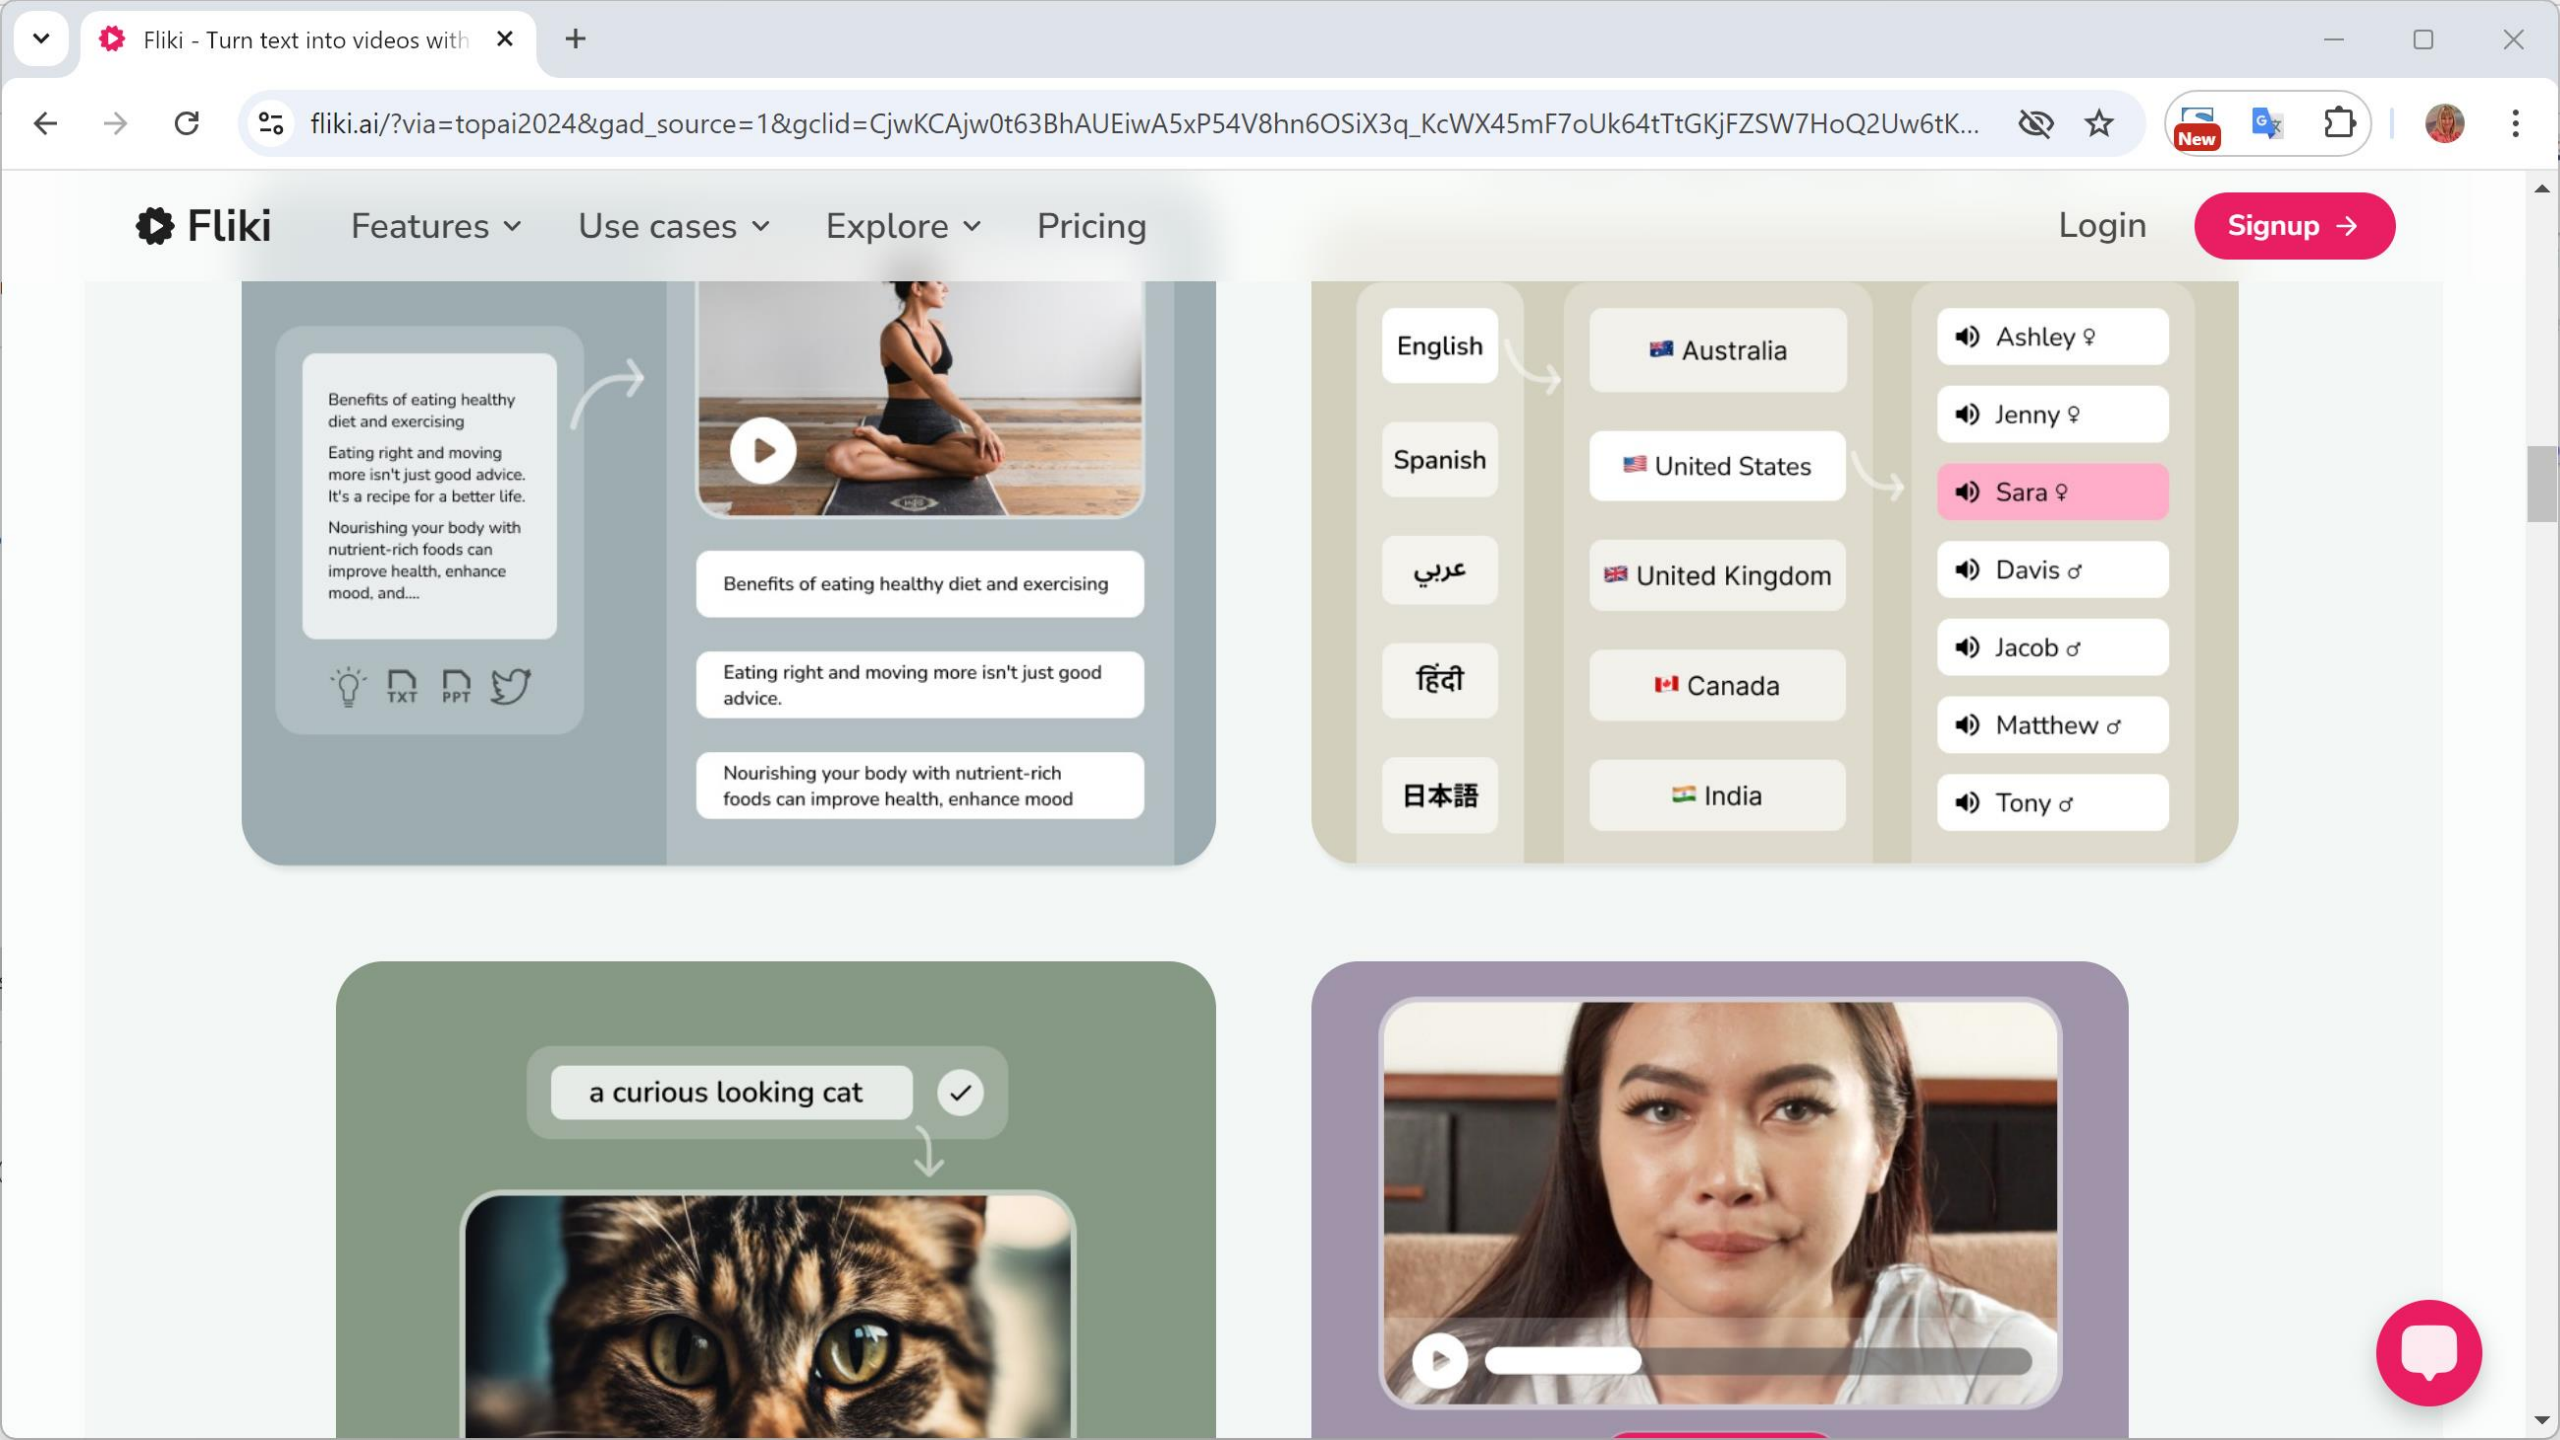 Fliki - Turn text into videos with
fliki.ai/?via=topai2024&gad_source=1&gclid=CjwKCAjw0t63BhAUEiwA5xP54V8hn6OSiX3q_KcWX45mF7oUk64tTtGKjFZSW7HoQ2Uw6tK...
New
Fliki
Features
Use cases
Explore
Pricing
Login
Signup →
Benefits of eating healthy
diet and exercising
Eating right and moving
more isn't just good advice.
It's a recipe for a better life.
Nourishing your body with
nutrient-rich foods can
improve health, enhance
mood, and....
TXT
PPT
Benefits of eating healthy diet and exercising
Eating right and moving more isn't just good
advice.
Nourishing your body with nutrient-rich
foods can improve health, enhance mood
English
Spanish
عربي
हिंदी
日本語
Australia
United States
United Kingdom
Canada
India
Ashley ♀
Jenny ♀
Sara ♀
Davis ♂
Jacob ♂
Matthew ♂
Tony ♂
a curious looking cat